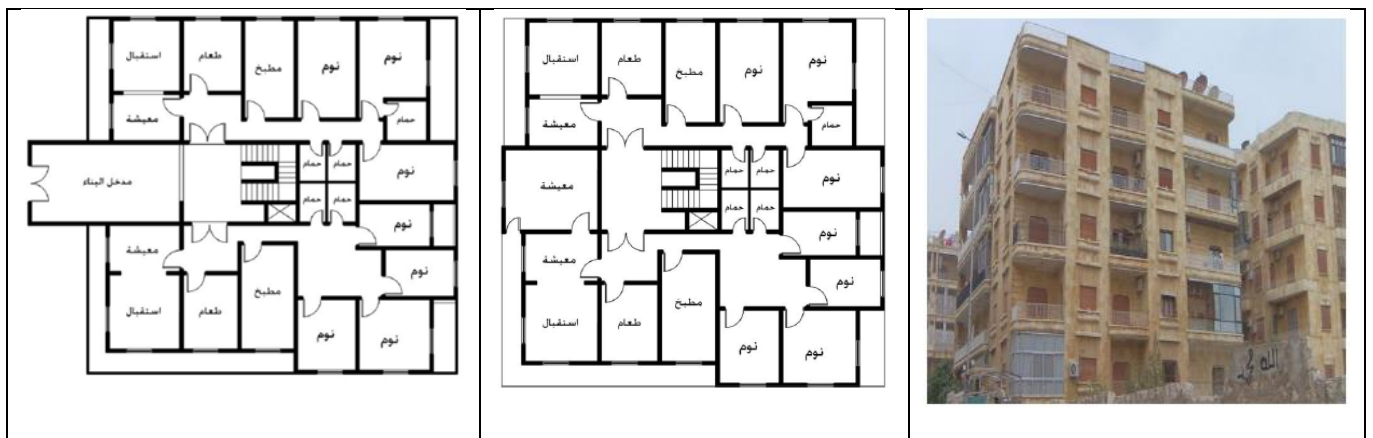 استقبال
طعام
مطبخ
نوم
نوم
معيشة
حمام
حمام
حمام
نوم
مدخل البناء
حمام
حمام
نوم
معيشة
نوم
استقبال
طعام
مطبخ
نوم
نوم
استقبال
طعام
مطبخ
نوم
نوم
معيشة
حمام
حمام
حمام
نوم
معيشة
حمام
حمام
نوم
معيشة
نوم
استقبال
طعام
مطبخ
نوم
نوم
الله